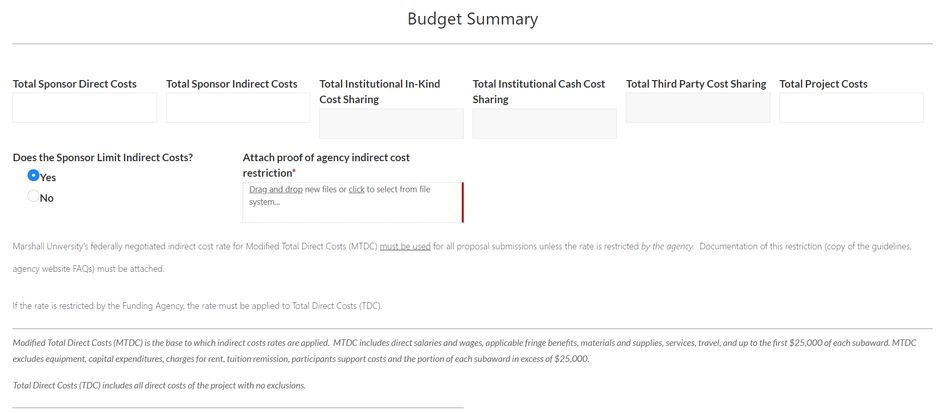 Budget Summary
Total Sponsor Direct Costs
Total Sponsor Indirect Costs
Total Institutional In-Kind
Cost Sharing
Total Institutional Cash Cost
Sharing
Total Third Party Cost Sharing
Total Project Costs
Does the Sponsor Limit Indirect Costs?
Yes
No
Attach proof of agency indirect cost
restriction*
Drag and drop new files or click to select from file
system...
Marshall University's federally negotiated indirect cost rate for Modified Total Direct Costs (MTDC) must be used for all proposal submissions unless the rate is restricted by the agency. Documentation of this restriction (copy of the guidelines,
agency website FAQs) must be attached.
If the rate is restricted by the Funding Agency, the rate must be applied to Total Direct Costs (TDC).
Modified Total Direct Costs (MTDC) is the base to which indirect costs rates are applied. MTDC includes direct salaries and wages, applicable fringe benefits, materials and supplies, services, travel, and up to the first $25,000 of each subaward. MTDC
excludes equipment, capital expenditures, charges for rent, tuition remission, participants support costs and the portion of each subaward in excess of $25,000.
Total Direct Costs (TDC) includes all direct costs of the project with no exclusions.